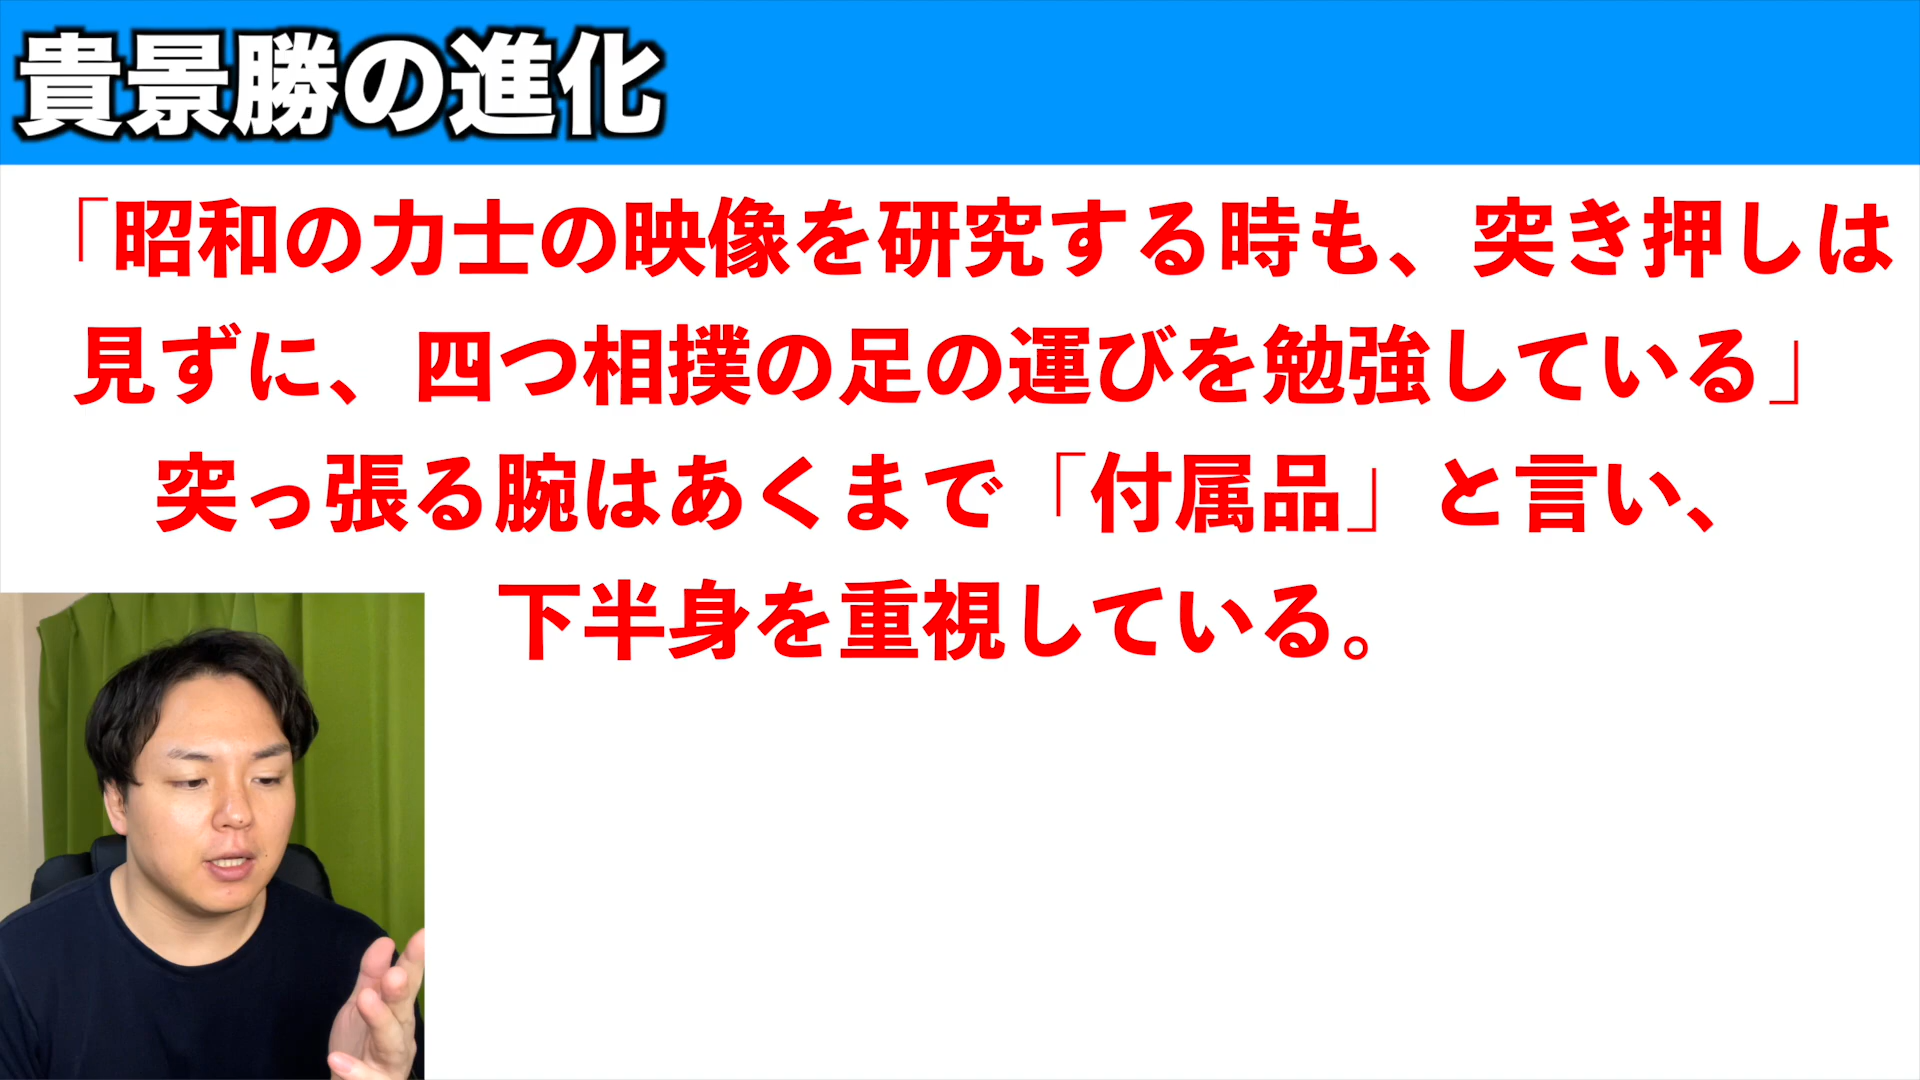 貴景勝の進化
「昭和の力士の映像を研究する時も、突き押しは
見ずに、四つ相撲の足の運びを勉強している」
突っ張る腕はあくまで「付属品」と言い、
下半身を重視している。